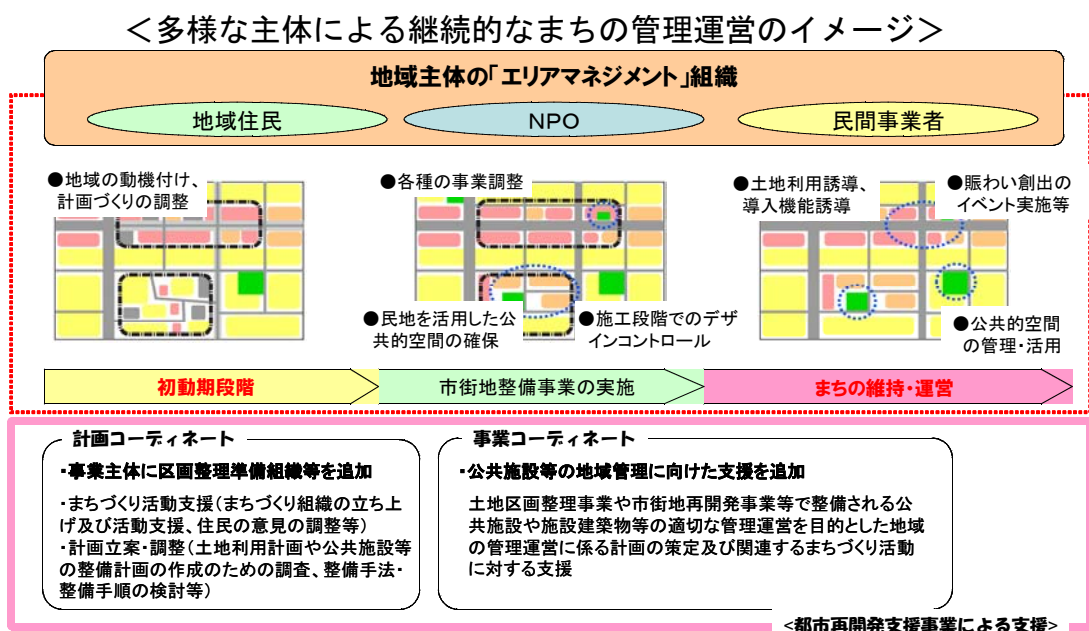 ＜多様な主体による継続的なまちの管理運営のイメージ＞
地域主体の「エリアマネジメント」組織
地域住民
NPO
民間事業者
●地域の動機付け、
計画づくりの調整
●各種の事業調整
●土地利用誘導、
導入機能誘導
●賑わい創出の
イベント実施等
●民地を活用した公
共的空間の確保
●施工段階でのデザ
インコントロール
●公共的空間
の管理・活用
初動期段階
市街地整備事業の実施
まちの維持・運営
計画コーディネート
・事業主体に区画整理準備組織等を追加
・まちづくり活動支援（まちづくり組織の立ち上
げ及び活動支援、住民の意見の調整等）
・計画立案・調整（土地利用計画や公共施設等
の整備計画の作成のための調査、整備手法・
整備手順の検討等）
事業コーディネート
・公共施設等の地域管理に向けた支援を追加
土地区画整理事業や市街地再開発事業等で整備される公
共施設や施設建築物等の適切な管理運営を目的とした地域
の管理運営に係る計画の策定及び関連するまちづくり活動
に対する支援
<都市再開発支援事業による支援>